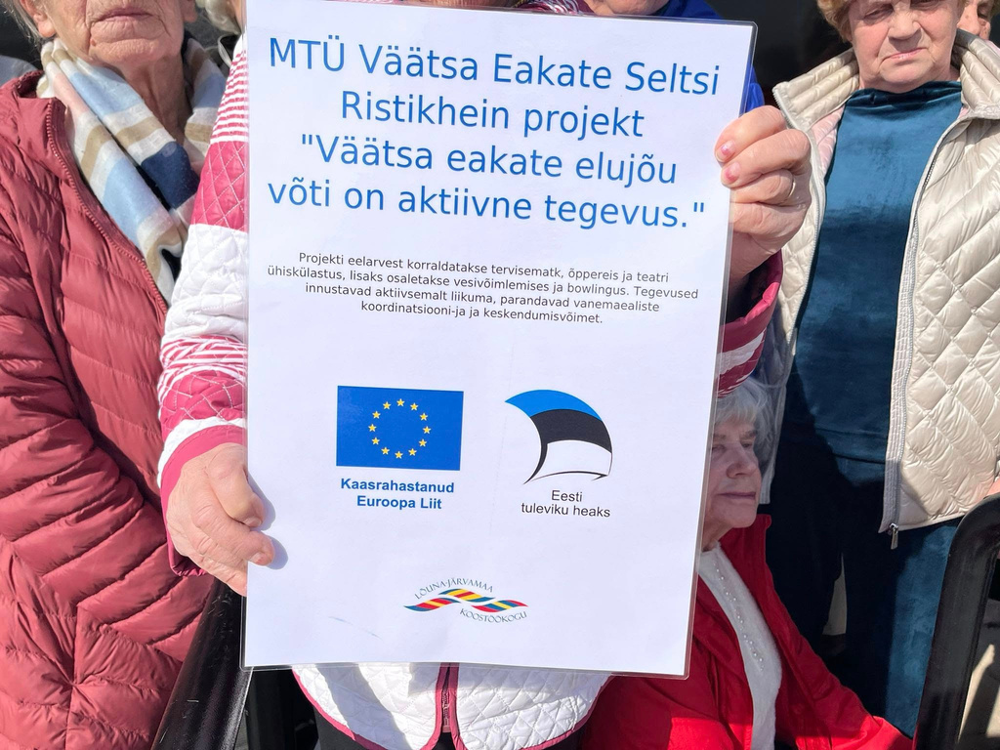 MTÜ Väätsa Eakate Seltsi
Ristikhein projekt
"Väätsa eakate elujõu
võti on aktiivne tegevus."
Projekti eelarvest korraldatakse tervisematk, õppereis ja teatri
ühiskülastus, lisaks osaletakse vesivõimlemises ja bowlingus. Tegevused
innustavad aktiivsemalt liikuma, parandavad vanemaealiste
koordinatsiooni-ja ja keskendumisvõimet.
Kaasrahastanud
Euroopa Liit
Eesti
tuleviku heaks
LÕUNA-JÄRVAMAA
KOOSTÖÖKOGU